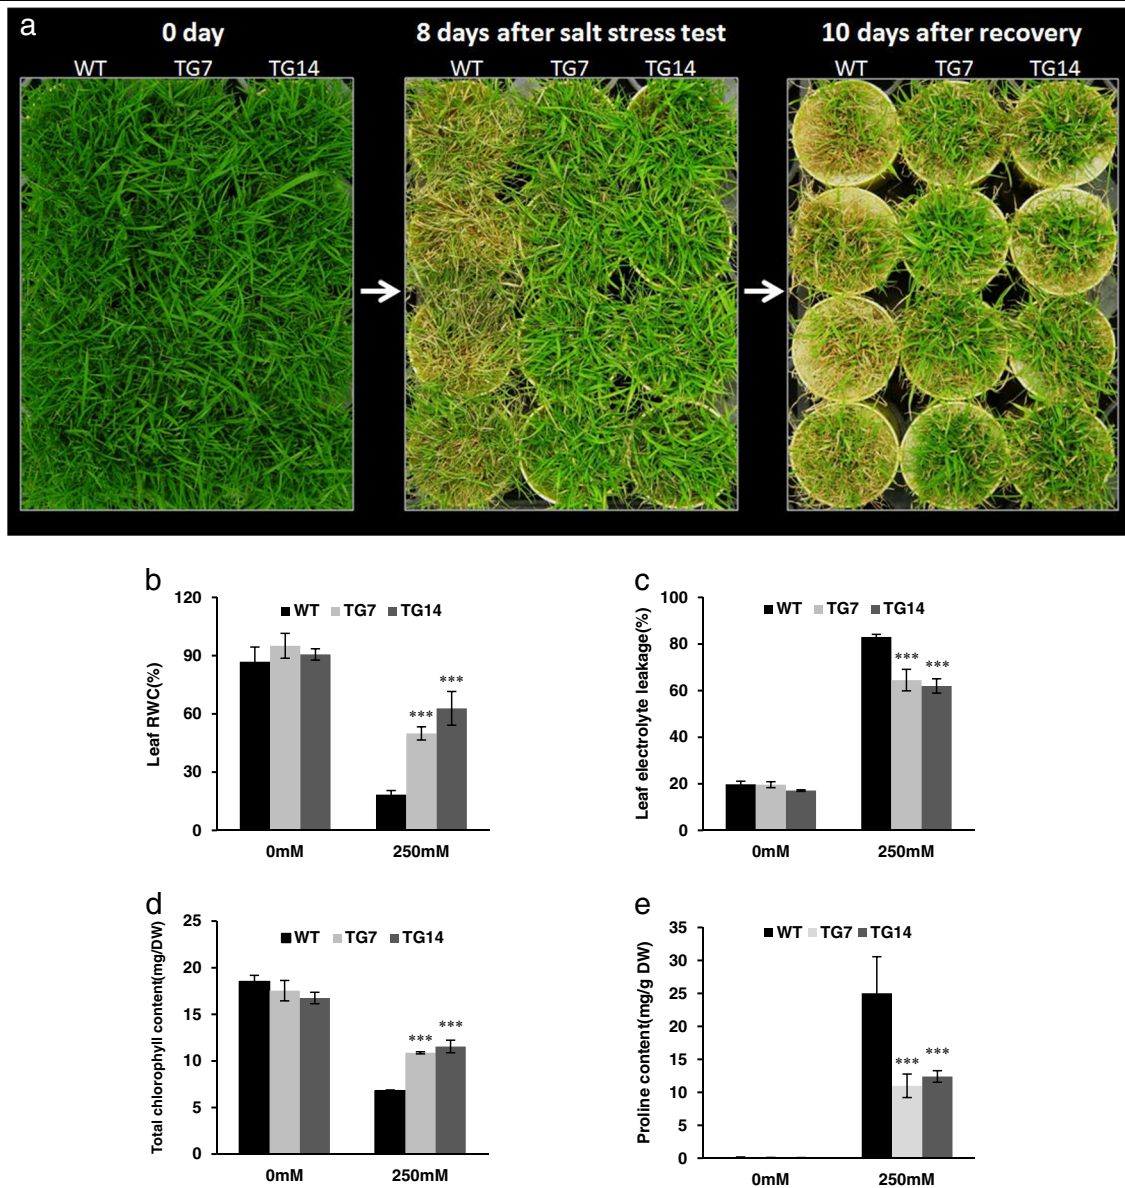 a
0 day
8 days after salt stress test
10 days after recovery
WT TG7 TG14
WT TG7 TG14
WT TG7 TG14
b
WT TG7 TG14
Leaf RWC(%)
120
90
60
30
0
***
***
0mM
250mM
c
WT TG7 TG14
Leaf electrolyte leakage(%)
100
80
60
40
20
0
***
***
0mM
250mM
d
WT TG7 TG14
Total chlorophyll content(mg/DW)
25
20
15
10
5
0
***
***
0mM
250mM
e
WT TG7 TG14
Proline content(mg/g DW)
35
30
25
20
15
10
5
0
***
***
0mM
250mM